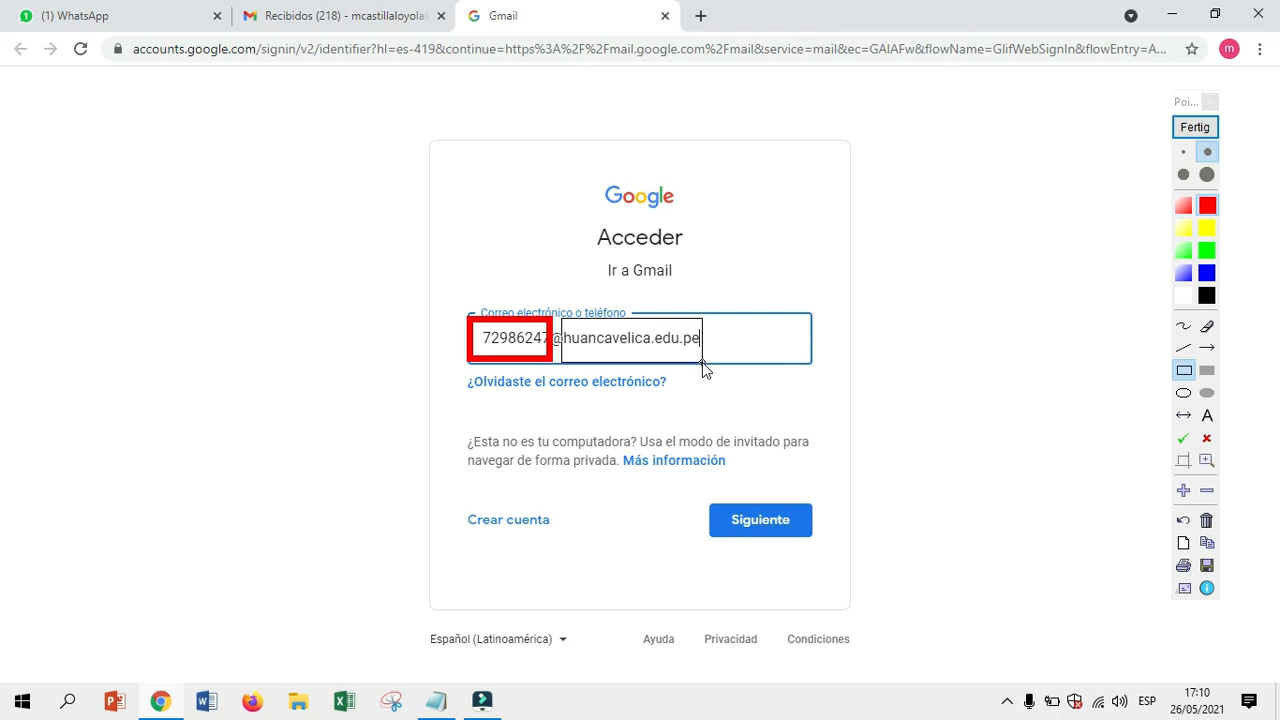 (1) WhatsApp
Recibidos (218) - mcastillaloyola
Gmail
accounts.google.com/signin/v2/identifier?hl=es-419&continue=https%3A%2F%2Fmail.google.com%2Fmail&service=mail&ec=GAlAFw&flowName=GlifWebSignIn&flowEntry=A...
m
Poi...
Fertig
Google
Acceder
Ir a Gmail
Correo electrónico o teléfono
72986247@huancavelica.edu.pe
¿Olvidaste el correo electrónico?
¿Esta no es tu computadora? Usa el modo de invitado para
navegar de forma privada. Más información
Crear cuenta
Siguiente
Español (Latinoamérica)
Ayuda
Privacidad
Condiciones
ESP
17:10
26/05/2021